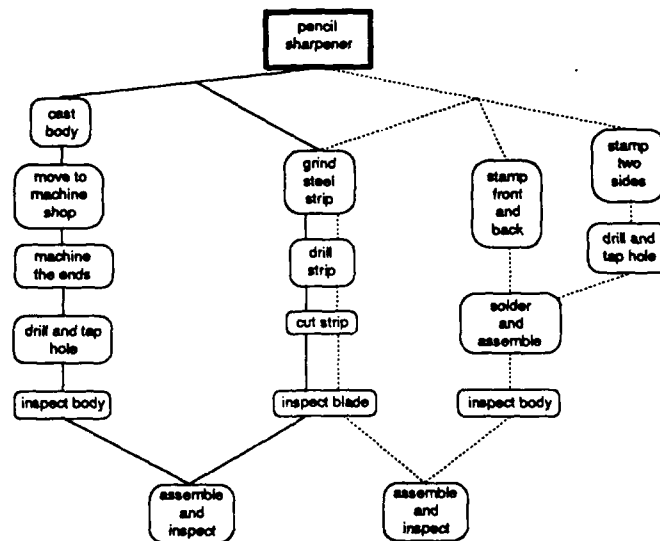 pencil
sharpener
cast
body
move to
machine
shop
machine
the ends
drill and tap
hole
inspect body
grind
steel
strip
drill
strip
cut strip
inspect blade
stamp
front
and
back
stamp
two
sides
drill and
tap hole
solder
and
assemble
inspect body
assemble
and
inspect
assemble
and
inspect